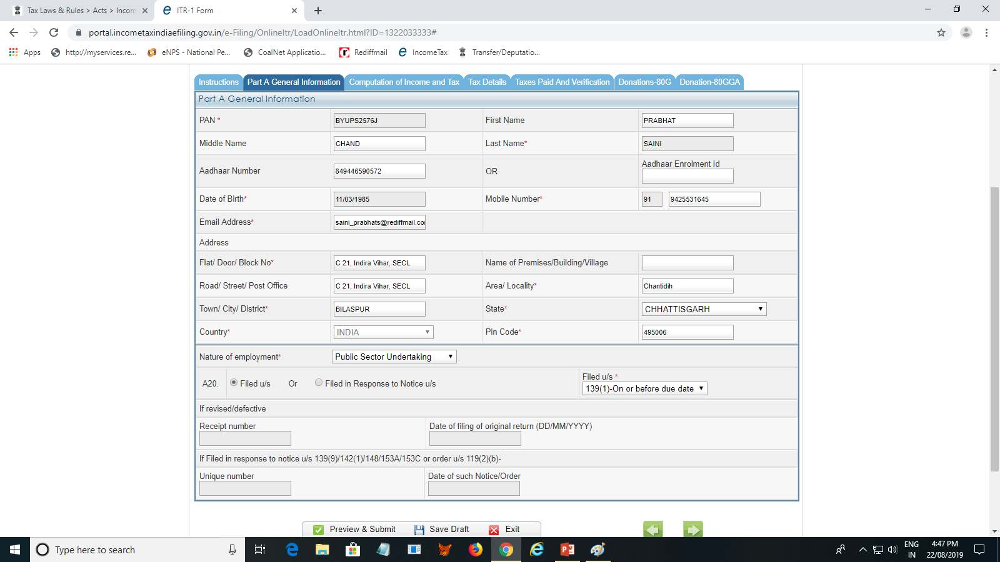 Tax Laws & Rules > Acts > Incom
ITR-1 Form
portal.incometaxindiaefiling.gov.in/e-Filing/OnlineItr/LoadOnlineItr.html?ID=1322033333#
Apps http://myservices.re... eNPS - National Pe... CoalNet Applicatio... Rediffmail IncomeTax Transfer/Deputatio...
Instructions Part A General Information Computation of Income and Tax Tax Details Taxes Paid And Verification Donations-80G Donation-80GGA
Part A General Information
PAN * BYUPS2576J First Name PRABHAT
Middle Name CHAND Last Name* SAINI
Aadhaar Number 849446590572 OR Aadhaar Enrolment Id
Date of Birth* 11/03/1985 Mobile Number* 91 9425531645
Email Address* saini_prabhats@rediffmail.co
Address
Flat/ Door/ Block No* C 21, Indira Vihar, SECL Name of Premises/Building/Village
Road/ Street/ Post Office C 21, Indira Vihar, SECL Area/ Locality* Chantidih
Town/ City/ District* BILASPUR State* CHHATTISGARH
Country* INDIA Pin Code* 495006
Nature of employment* Public Sector Undertaking
A20. Filed u/s Or Filed in Response to Notice u/s Filed u/s *
139(1)-On or before due date
If revised/defective
Receipt number Date of filing of original return (DD/MM/YYYY)
If Filed in response to notice u/s 139(9)/142(1)/148/153A/153C or order u/s 119(2)(b)-
Unique number Date of such Notice/Order
Preview & Submit Save Draft Exit
Type here to search
ENG
IN
4:47 PM
22/08/2019